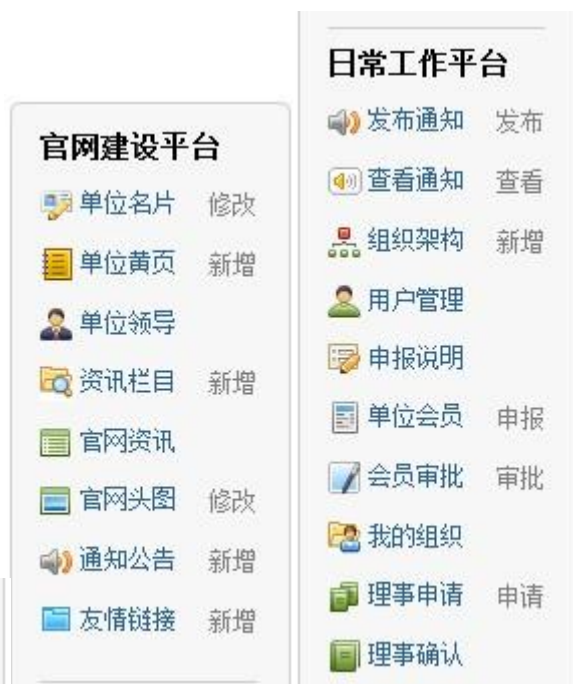 官网建设平台
单位名片 修改
单位黄页 新增
单位领导
资讯栏目 新增
官网资讯
官网头图 修改
通知公告 新增
友情链接 新增
日常工作平台
发布通知 发布
查看通知 查看
组织架构 新增
用户管理
申报说明
单位会员 申报
会员审批 审批
我的组织
理事申请 申请
理事确认